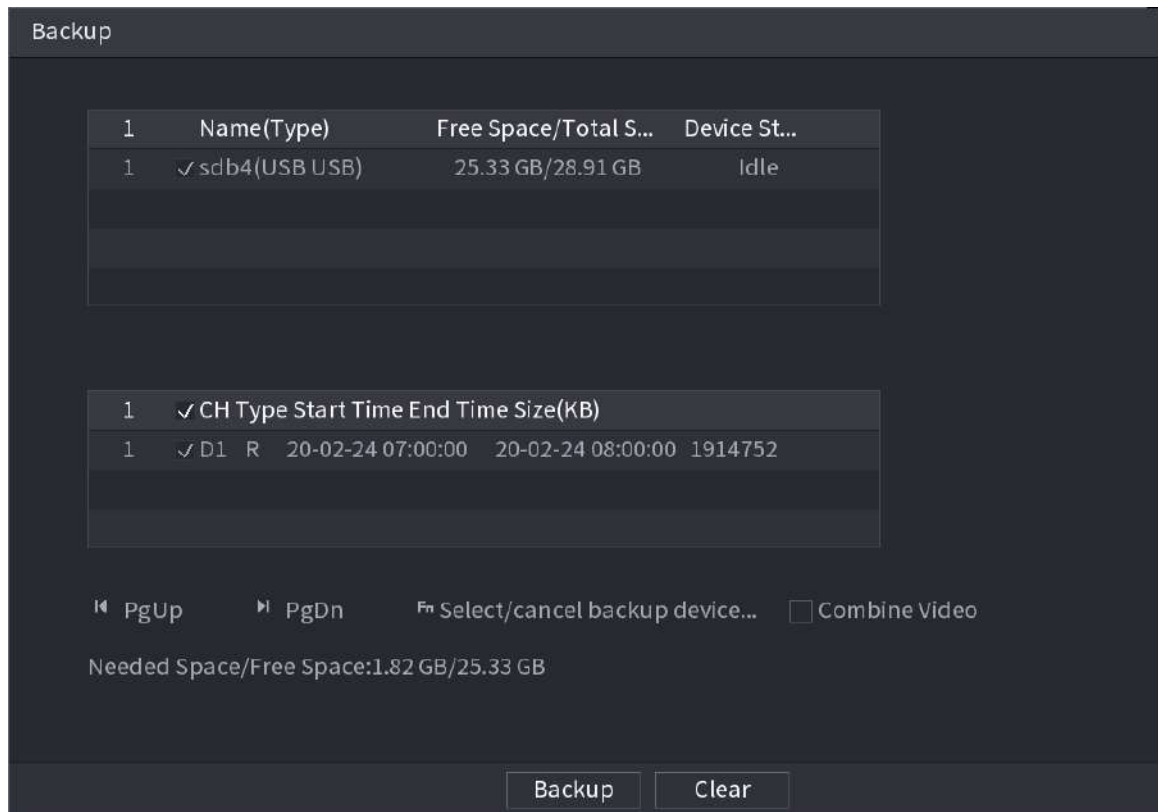 Backup
1 Name(Type) Free Space/Total S... Device St...
1 sdb4(USB USB) 25.33 GB/28.91 GB Idle
1 CH Type Start Time End Time Size(KB)
1 D1 R 20-02-24 07:00:00 20-02-24 08:00:00 1914752
PgUp PgDn Fn Select/cancel backup device... Combine Video
Needed Space/Free Space:1.82 GB/25.33 GB
Backup Clear